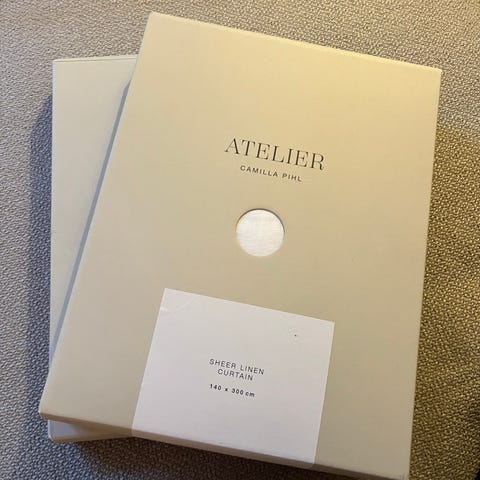 ATELIER
CAMILLA PIHL
SHEER LINEN
CURTAIN
140 x 300 cm